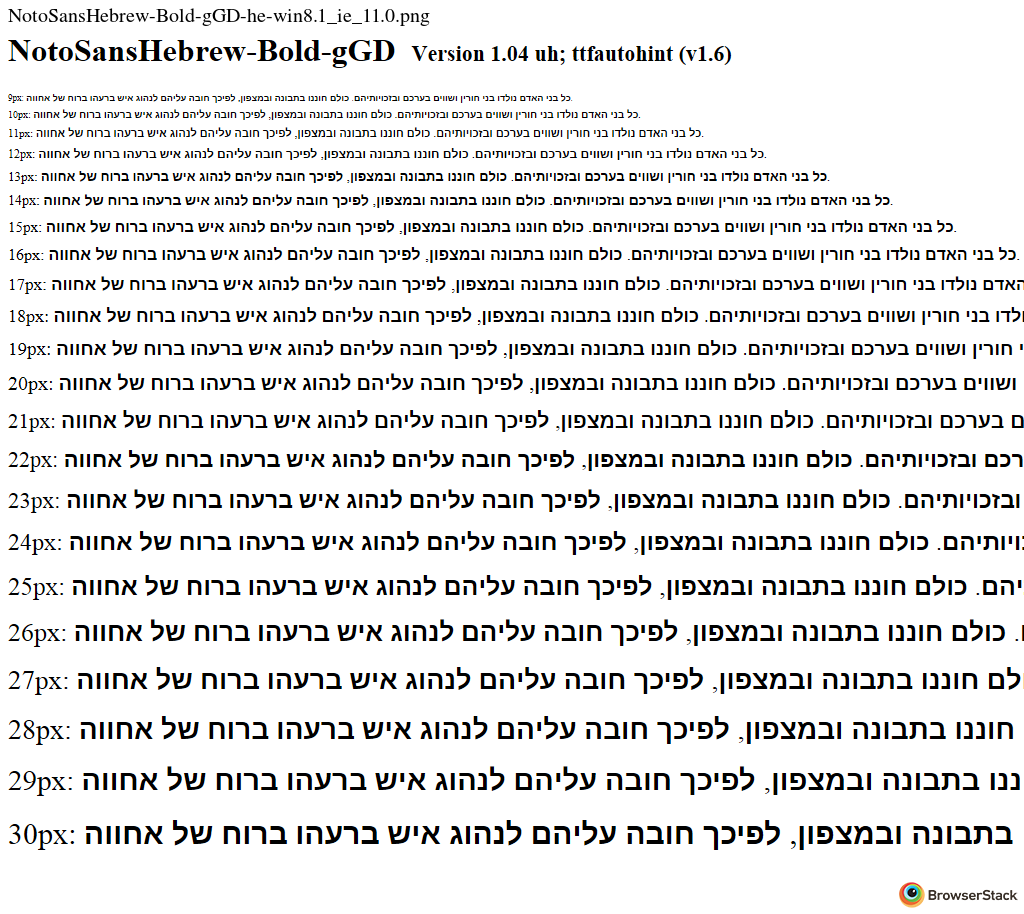 NotoSansHebrew-Bold-gGD-he-win8.1_ie_11.0.png
NotoSansHebrew-Bold-gGD Version 1.04 uh; ttfautohint (v1.6)
9px: כל בני האדם נולדו בני חורין ושווים בערכם ובזכויותיהם. כולם חוננו בתבונה ובמצפון, לפיכך חובה עליהם לנהוג איש ברעהו ברוח של אחווה.
10px: כל בני האדם נולדו בני חורין ושווים בערכם ובזכויותיהם. כולם חוננו בתבונה ובמצפון, לפיכך חובה עליהם לנהוג איש ברעהו ברוח של אחווה.
11px: כל בני האדם נולדו בני חורין ושווים בערכם ובזכויותיהם. כולם חוננו בתבונה ובמצפון, לפיכך חובה עליהם לנהוג איש ברעהו ברוח של אחווה.
12px: כל בני האדם נולדו בני חורין ושווים בערכם ובזכויותיהם. כולם חוננו בתבונה ובמצפון, לפיכך חובה עליהם לנהוג איש ברעהו ברוח של אחווה.
13px: כל בני האדם נולדו בני חורין ושווים בערכם ובזכויותיהם. כולם חוננו בתבונה ובמצפון, לפיכך חובה עליהם לנהוג איש ברעהו ברוח של אחווה.
14px: כל בני האדם נולדו בני חורין ושווים בערכם ובזכויותיהם. כולם חוננו בתבונה ובמצפון, לפיכך חובה עליהם לנהוג איש ברעהו ברוח של אחווה.
15px: כל בני האדם נולדו בני חורין ושווים בערכם ובזכויותיהם. כולם חוננו בתבונה ובמצפון, לפיכך חובה עליהם לנהוג איש ברעהו ברוח של אחווה.
16px: כל בני האדם נולדו בני חורין ושווים בערכם ובזכויותיהם. כולם חוננו בתבונה ובמצפון, לפיכך חובה עליהם לנהוג איש ברעהו ברוח של אחווה.
17px: האדם נולדו בני חורין ושווים בערכם ובזכויותיהם. כולם חוננו בתבונה ובמצפון, לפיכך חובה עליהם לנהוג איש ברעהו ברוח של אחווה
18px: לדו בני חורין ושווים בערכם ובזכויותיהם. כולם חוננו בתבונה ובמצפון, לפיכך חובה עליהם לנהוג איש ברעהו ברוח של אחווה
19px: י חורין ושווים בערכם ובזכויותיהם. כולם חוננו בתבונה ובמצפון, לפיכך חובה עליהם לנהוג איש ברעהו ברוח של אחווה
20px: ושווים בערכם ובזכויותיהם. כולם חוננו בתבונה ובמצפון, לפיכך חובה עליהם לנהוג איש ברעהו ברוח של אחווה
21px: ם בערכם ובזכויותיהם. כולם חוננו בתבונה ובמצפון, לפיכך חובה עליהם לנהוג איש ברעהו ברוח של אחווה
22px: רכם ובזכויותיהם. כולם חוננו בתבונה ובמצפון, לפיכך חובה עליהם לנהוג איש ברעהו ברוח של אחווה
23px: ובזכויותיהם. כולם חוננו בתבונה ובמצפון, לפיכך חובה עליהם לנהוג איש ברעהו ברוח של אחווה
24px: ויותיהם. כולם חוננו בתבונה ובמצפון, לפיכך חובה עליהם לנהוג איש ברעהו ברוח של אחווה
25px: יהם. כולם חוננו בתבונה ובמצפון, לפיכך חובה עליהם לנהוג איש ברעהו ברוח של אחווה
26px: . כולם חוננו בתבונה ובמצפון, לפיכך חובה עליהם לנהוג איש ברעהו ברוח של אחווה
27px: ולם חוננו בתבונה ובמצפון, לפיכך חובה עליהם לנהוג איש ברעהו ברוח של אחווה
28px: חוננו בתבונה ובמצפון, לפיכך חובה עליהם לנהוג איש ברעהו ברוח של אחווה
29px: ננו בתבונה ובמצפון, לפיכך חובה עליהם לנהוג איש ברעהו ברוח של אחווה
30px: בתבונה ובמצפון, לפיכך חובה עליהם לנהוג איש ברעהו ברוח של אחווה
BrowserStack